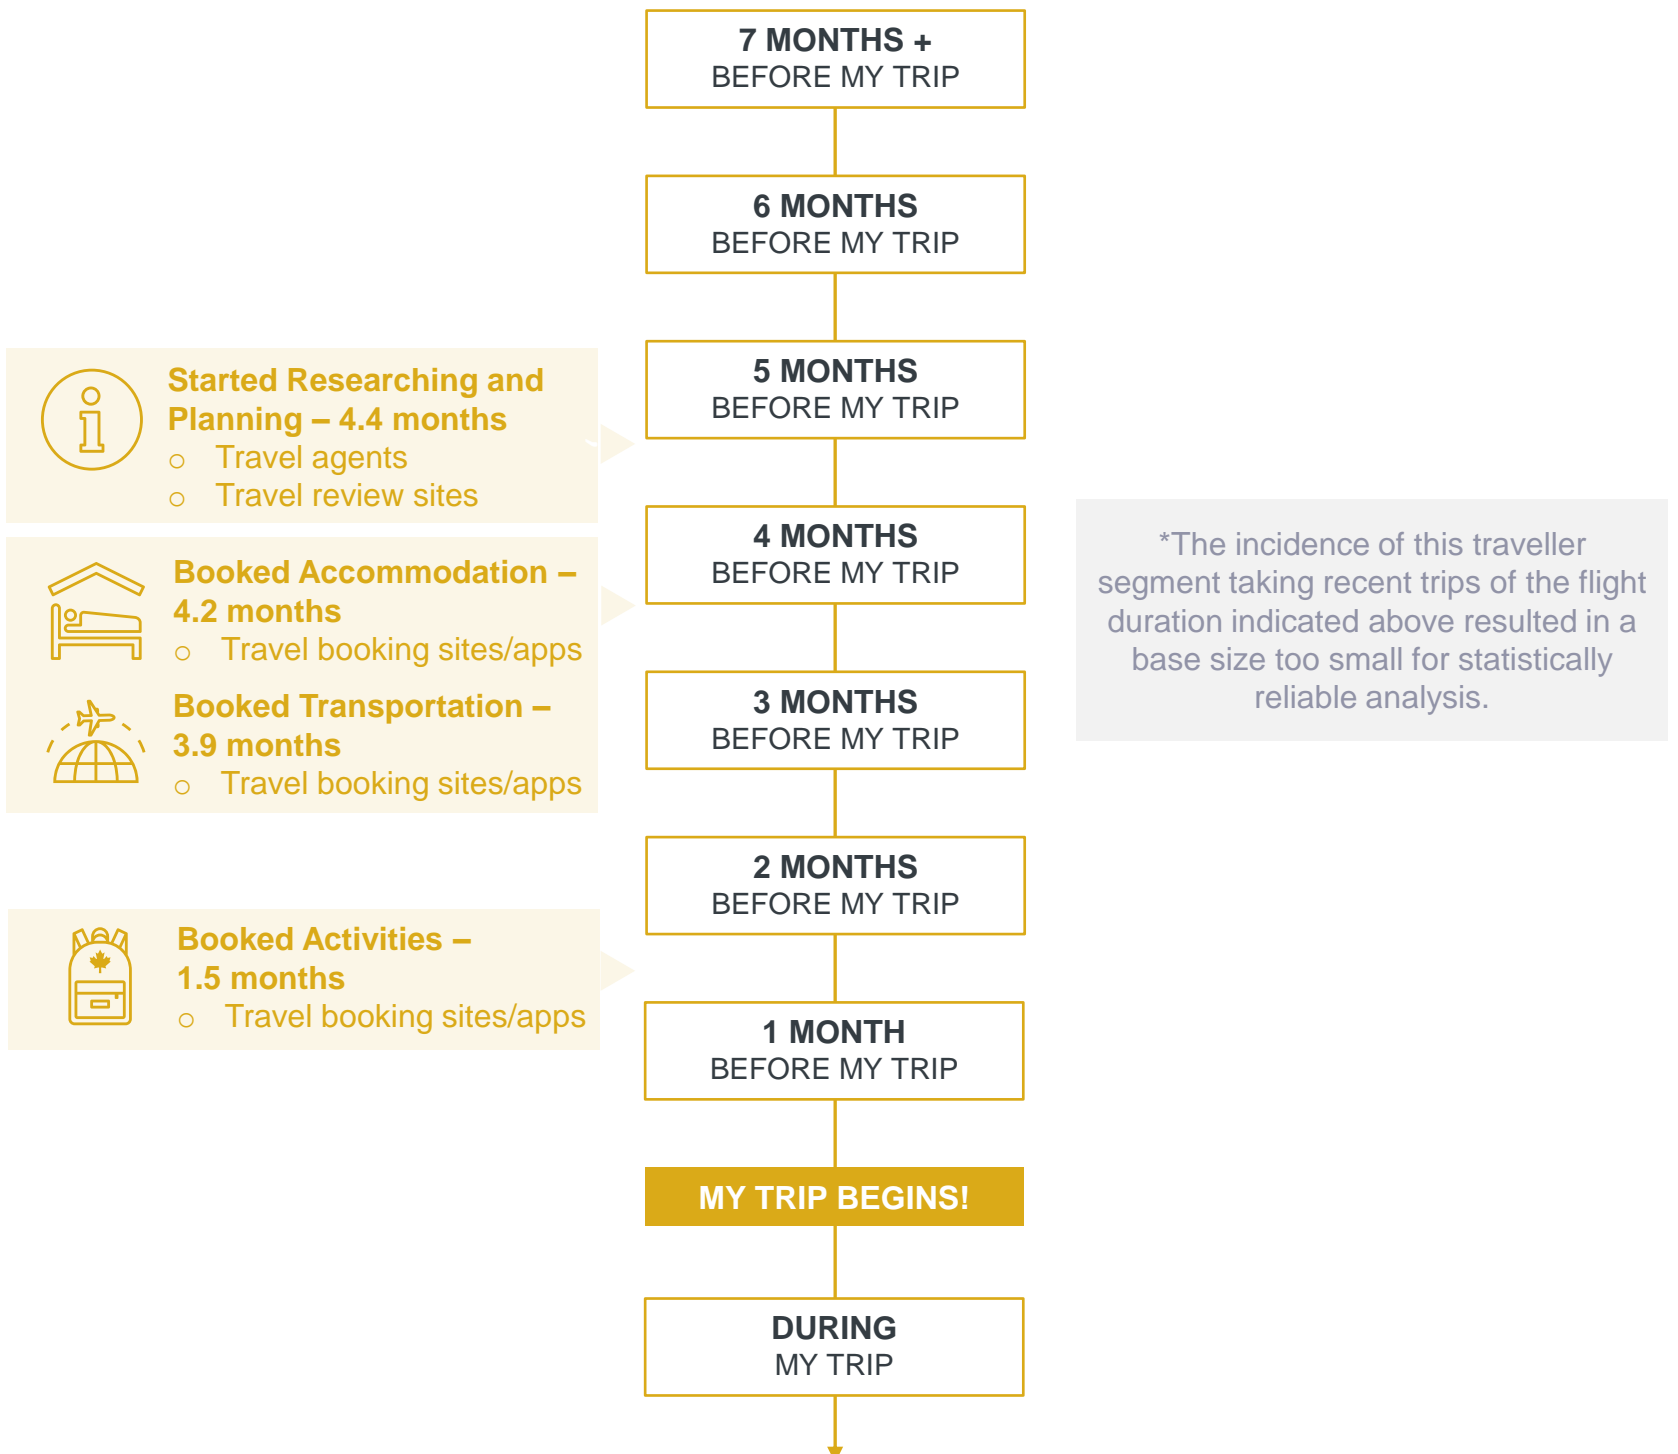 7 MONTHS +
BEFORE MY TRIP
6 MONTHS
BEFORE MY TRIP
5 MONTHS
BEFORE MY TRIP
Started Researching and
Planning – 4.4 months
o Travel agents
o Travel review sites
4 MONTHS
BEFORE MY TRIP
Booked Accommodation –
4.2 months
o Travel booking sites/apps
*The incidence of this traveller
segment taking recent trips of the flight
duration indicated above resulted in a
base size too small for statistically
reliable analysis.
3 MONTHS
BEFORE MY TRIP
Booked Transportation –
3.9 months
o Travel booking sites/apps
2 MONTHS
BEFORE MY TRIP
Booked Activities –
1.5 months
o Travel booking sites/apps
1 MONTH
BEFORE MY TRIP
MY TRIP BEGINS!
DURING
MY TRIP